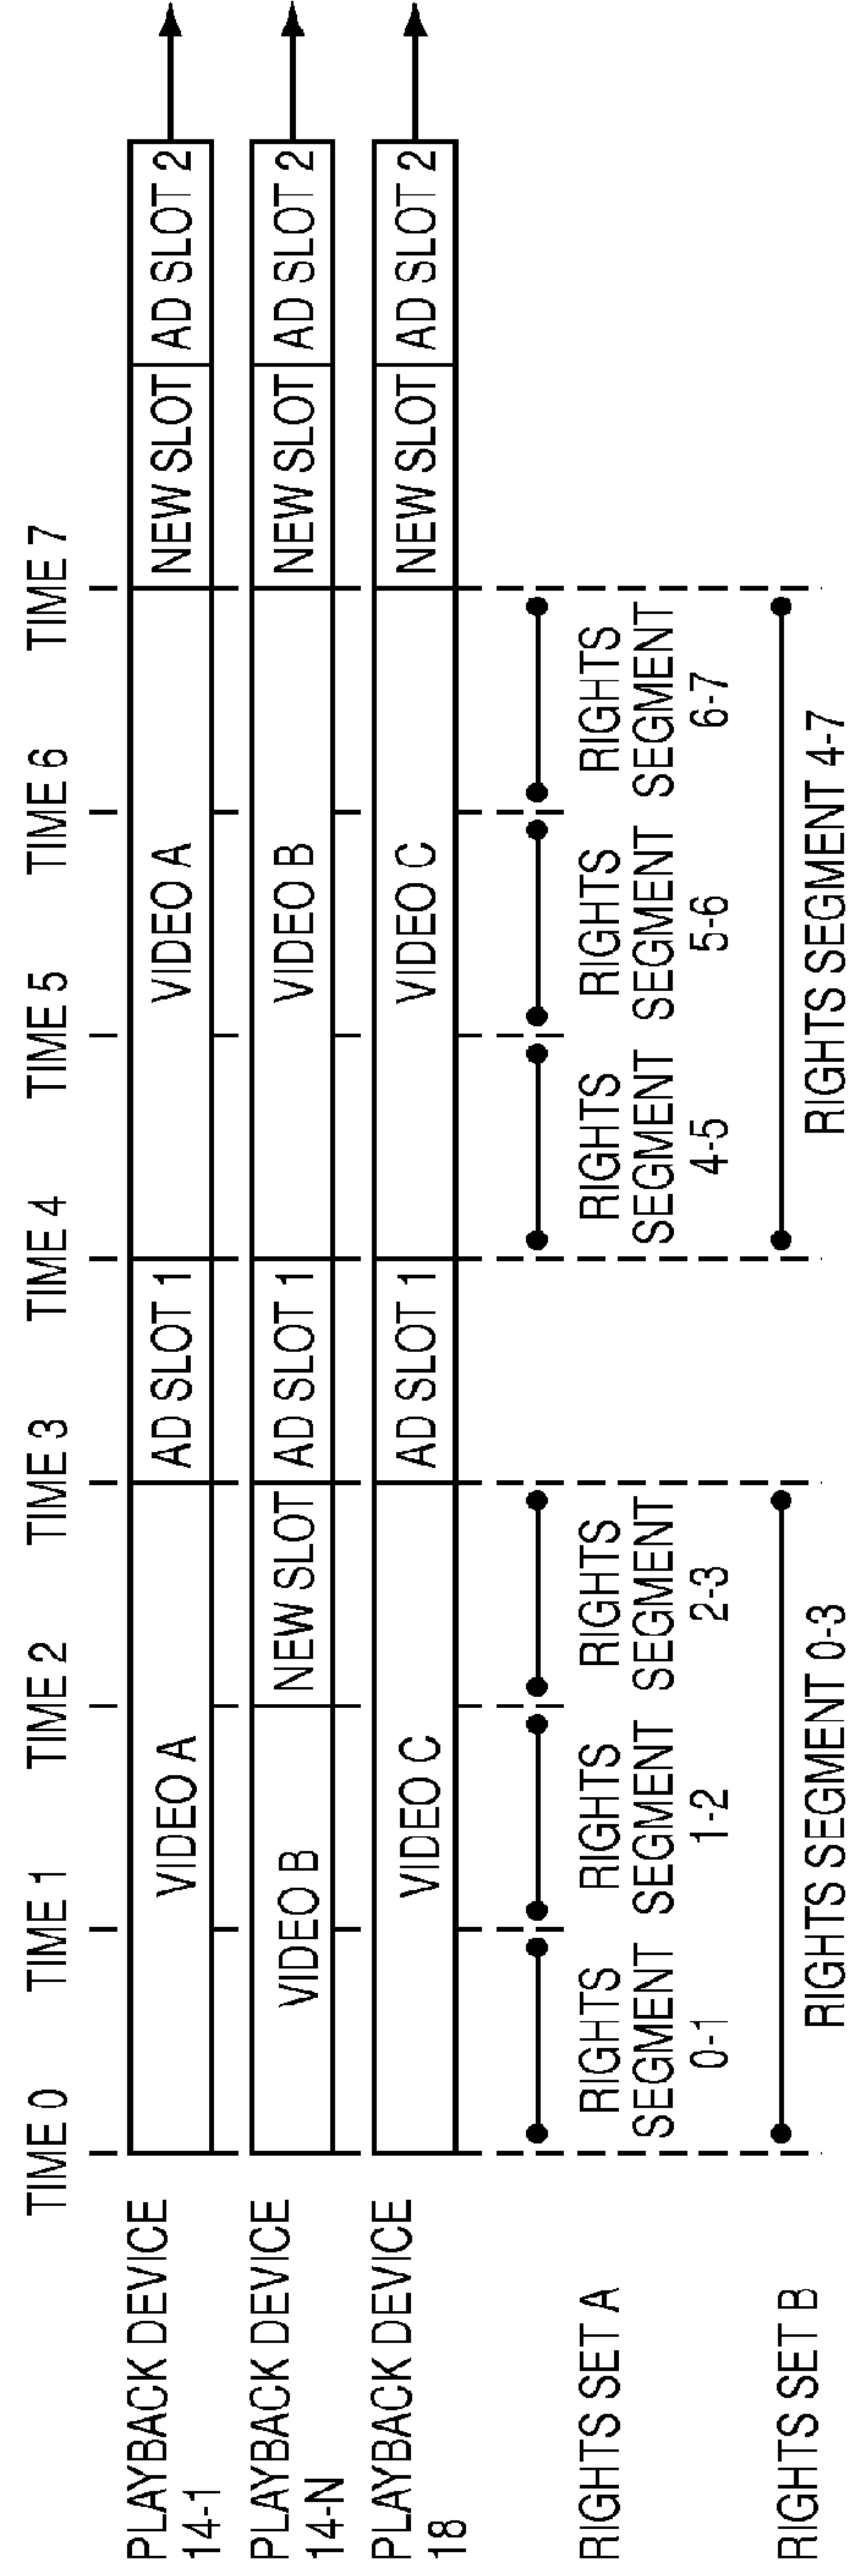 TIME 0
TIME 1
TIME 2
TIME 3
TIME 4
TIME 5
TIME 6
TIME 7
PLAYBACK DEVICE
14-1
VIDEO A
AD SLOT 1
VIDEO A
NEW SLOT
AD SLOT 2
PLAYBACK DEVICE
14-N
VIDEO B
NEW SLOT
AD SLOT 1
VIDEO B
NEW SLOT
AD SLOT 2
PLAYBACK DEVICE
18
VIDEO C
AD SLOT 1
VIDEO C
NEW SLOT
AD SLOT 2
RIGHTS SET A
RIGHTS
SEGMENT
0-1
RIGHTS
SEGMENT
1-2
RIGHTS
SEGMENT
2-3
RIGHTS
SEGMENT
4-5
RIGHTS
SEGMENT
5-6
RIGHTS
SEGMENT
6-7
RIGHTS SET B
RIGHTS SEGMENT 0-3
RIGHTS SEGMENT 4-7